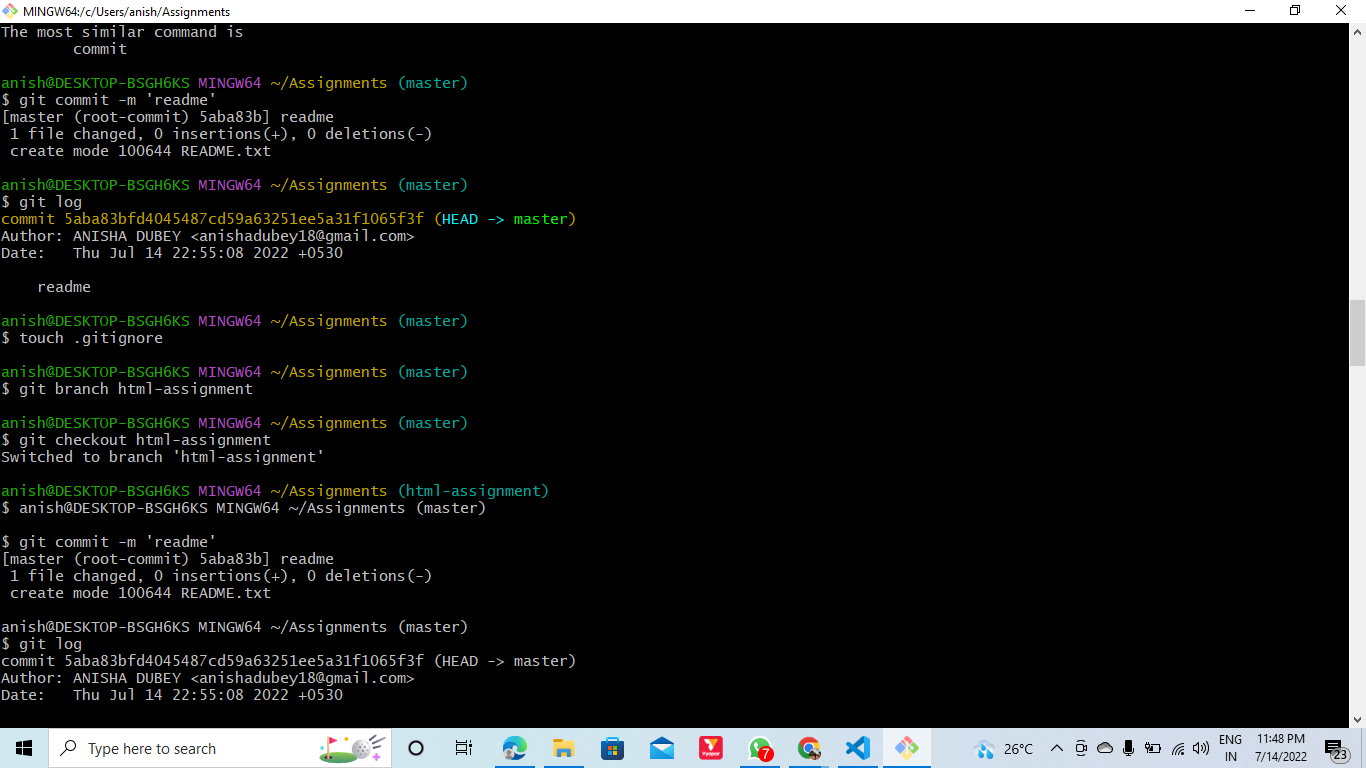 MINGW64:/c/Users/anish/Assignments
The most similar command is
commit
anish@DESKTOP-BSGH6KS MINGW64 ~/Assignments (master)
$ git commit -m 'readme'
[master (root-commit) 5aba83b] readme
1 file changed, 0 insertions(+), 0 deletions(-)
create mode 100644 README.txt
anish@DESKTOP-BSGH6KS MINGW64 ~/Assignments (master)
$ git log
commit 5aba83bfd4045487cd59a63251ee5a31f1065f3f (HEAD -> master)
Author: ANISHA DUBEY <anishadubey18@gmail.com>
Date:   Thu Jul 14 22:55:08 2022 +0530
readme
anish@DESKTOP-BSGH6KS MINGW64 ~/Assignments (master)
$ touch .gitignore
anish@DESKTOP-BSGH6KS MINGW64 ~/Assignments (master)
$ git branch html-assignment
anish@DESKTOP-BSGH6KS MINGW64 ~/Assignments (master)
$ git checkout html-assignment
Switched to branch 'html-assignment'
anish@DESKTOP-BSGH6KS MINGW64 ~/Assignments (html-assignment)
$ anish@DESKTOP-BSGH6KS MINGW64 ~/Assignments (master)
$ git commit -m 'readme'
[master (root-commit) 5aba83b] readme
1 file changed, 0 insertions(+), 0 deletions(-)
create mode 100644 README.txt
anish@DESKTOP-BSGH6KS MINGW64 ~/Assignments (master)
$ git log
commit 5aba83bfd4045487cd59a63251ee5a31f1065f3f (HEAD -> master)
Author: ANISHA DUBEY <anishadubey18@gmail.com>
Date:   Thu Jul 14 22:55:08 2022 +0530
Type here to search
7
26°C
ENG
IN
11:48 PM
7/14/2022
23